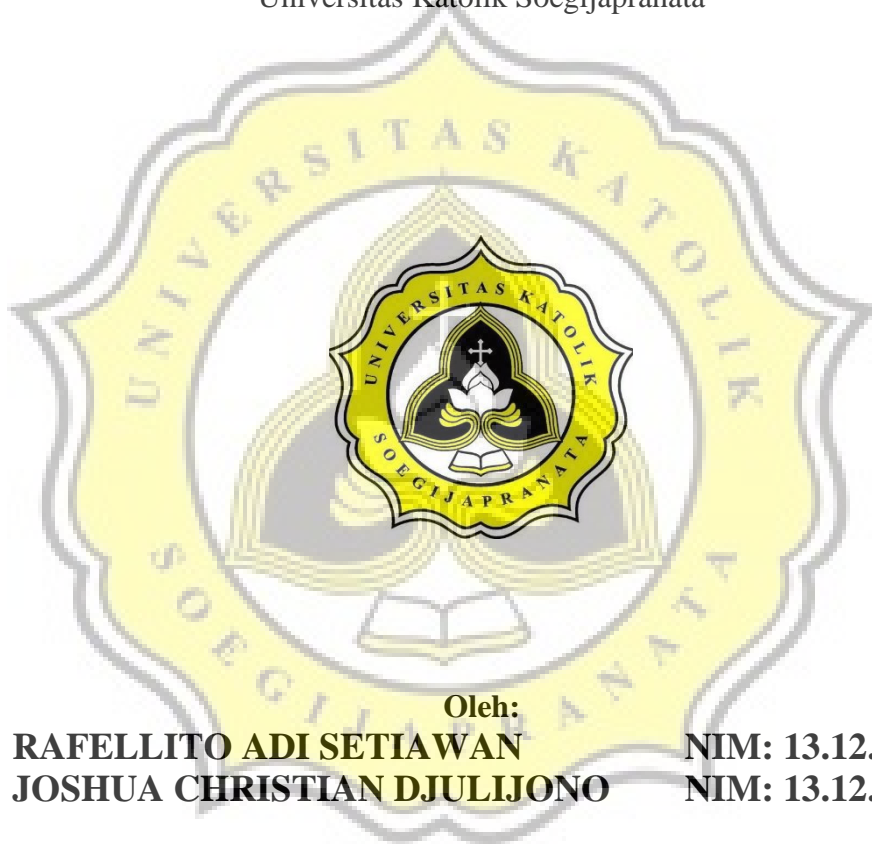 Universitas Katolik Soegijapranata
UNIVERSITAS KATOLIK
SOEGIJAPRANATA
UNIVERSITAS KATOLIK
SOEGIJAPRANATA
Oleh:
RAFELLITO ADI SETIAWAN NIM: 13.12.
JOSHUA CHRISTIAN DJULIJONO NIM: 13.12.